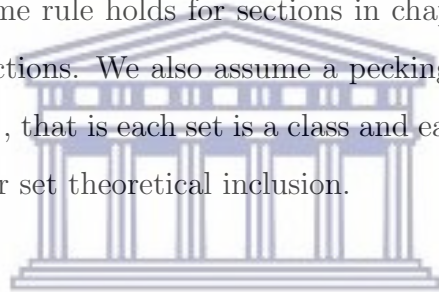 me rule holds for sections in chap
ctions. We also assume a pecking
, that is each set is a class and ea
r set theoretical inclusion.